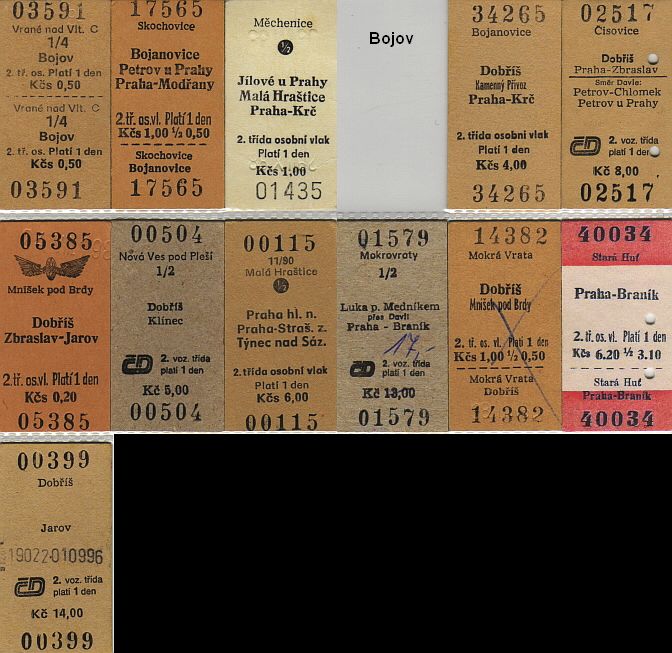 03591
Vrané nad Vlt. C
1/4
Bojov
2. tř. os. Platí 1 den
Kčs 0,50
Vrané nad Vlt. C
1/4
Bojov
2. tř. os. Platí 1 den
Kčs 0,50
03591
17565
Skochovice
Bojanovice
Petrov u Prahy
Praha-Modřany
2. tř. os. vl. Platí 1 den
Kčs 1,00 ½ 0,50
Skochovice
Bojanovice
17565
Měchenice
½
Jílové u Prahy
Malá Hraštice
Praha-Krč
2. třída osobní vlak
Platí 1 den
Kčs 1,00
01435
Bojov
34265
Bojanovice
Dobříš
Kamenný Přívoz
Praha-Krč
2. třída osobní vlak
Platí 1 den
Kčs 4,00
34265
02517
Čisovice
Dobříš
Praha-Zbraslav
Směr Davle:
Petrov-Chlomek
Petrov u Prahy
ČD 2. voz. třída
platí 1 den
Kč 8,00
02517
05385
Mníšek pod Brdy
Dobříš
Zbraslav-Jarov
2. tř. os. vl. Platí 1 den
Kčs 0,20
05385
00504
Nová Ves pod Pleší
1/2
Dobříš
Klínec
ČD 2. voz. třída
platí 1 den
Kč 5,00
00504
00115
11/90
Malá Hraštice
½
Praha hl. n.
Praha-Straš. z.
Týnec nad Sáz.
2. třída osobní vlak
Platí 1 den
Kčs 6,00
00115
01579
Mokrovraty
1/2
Luka p. Medníkem
přes Davli
Praha - Braník
17,-
ČD 2. voz. třída
platí 1 den
Kč 13,00
01579
14382
Mokrá Vrata
Dobříš
Mníšek pod Brdy
2. tř. os. vl. Platí 1 den
Kčs 1,00 ½ 0,50
Mokrá Vrata
Dobříš
14382
40034
Stará Huť
Praha-Braník
2. tř. os. vl. Platí 1 den
Kčs 6.20 ½ 3.10
Stará Huť
Praha-Braník
40034
00399
Dobříš
Jarov
19022-010996
ČD 2. voz. třída
platí 1 den
Kč 14,00
00399